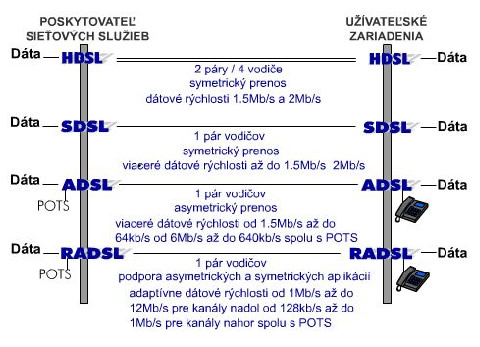 POSKYTOVATEĽ
SIEŤOVÝCH SLUŽIEB
UŽÍVATEĽSKÉ
ZARIADENIA
Dáta HDSL HDSL Dáta
2 páry / 4 vodiče
symetrický prenos
dátové rýchlosti 1.5Mb/s a 2Mb/s
Dáta SDSL SDSL Dáta
1 pár vodičov
symetrický prenos
viaceré dátové rýchlosti až do 1.5Mb/s 2Mb/s
Dáta ADSL ADSL Dáta
POTS
1 pár vodičov
asymetrický prenos
viaceré dátové rýchlosti od 1.5Mb/s až do
64kb/s od 6Mb/s až do 640kb/s spolu s POTS
Dáta RADSL RADSL Dáta
POTS
1 pár vodičov
podpora asymetrických a symetrických aplikácií
adaptívne dátové rýchlosti od 1Mb/s až do
12Mb/s pre kanály nadol od 128kb/s až do
1Mb/s pre kanály nahor spolu s POTS